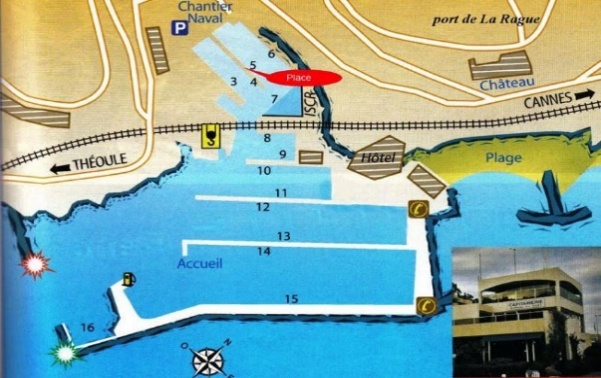 Chantier
Naval
port de La Rague
P
6
5
Place
3
4
7
ISCR
Château
CANNES
THÉOULE
8
9
Hôtel
Plage
10
11
12
13
14
Accueil
15
16
N
O
E
CAPITAINERIE